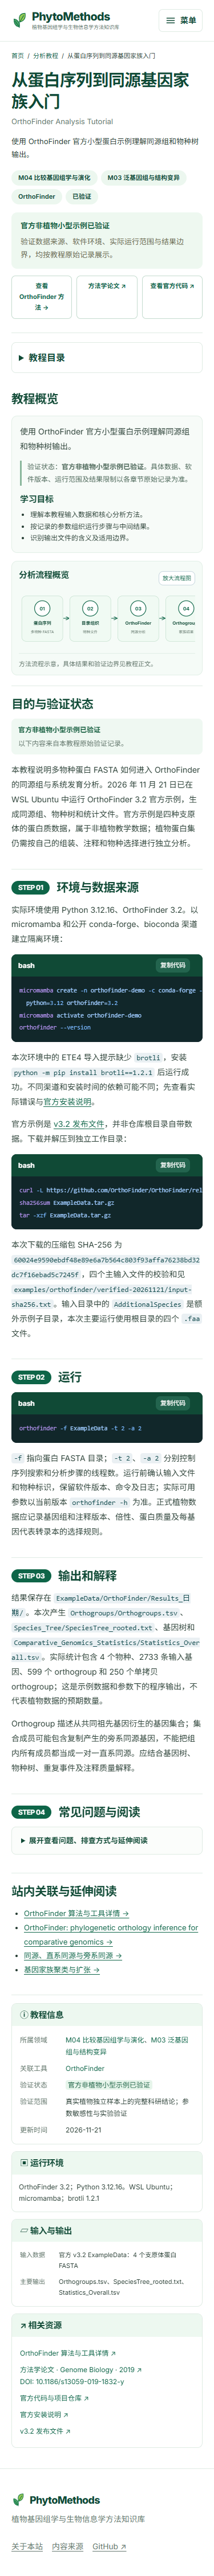 PhytoMethods
植物基因组学与生物信息学方法知识库
菜单
首页 / 分析教程 / 从蛋白序列到同源基因家族入门
从蛋白序列到同源基因家
族入门
OrthoFinder Analysis Tutorial
使用 OrthoFinder 官方小型蛋白示例理解同源组和物种树
输出。
M04 比较基因组学与演化
M03 泛基因组与结构变异
OrthoFinder
已验证
官方非植物小型示例已验证
验证数据来源、软件环境、实际运行范围与结果边
界，均按教程原始记录展示。
查看
OrthoFinder 方
法 →
方法学论文 ↗
查看官方代码 ↗
▶ 教程目录
教程概览
使用 OrthoFinder 官方小型蛋白示例理解同源组
和物种树输出。
验证状态：官方非植物小型示例已验证。具体数据、软
件版本、运行范围及结果限制以各章节原始记录为准。
学习目标
• 理解本教程输入数据和核心分析方法。
• 按记录的参数组织运行步骤与中间结果。
• 识别输出文件的含义及适用边界。
分析流程概览
放大流程图
01
蛋白序列
多物种 FASTA
02
目录组织
物种文件
03
OrthoFinder
同源分析
04
Orthogrou
方法流程示意，具体结果和验证边界见教程正文。
目的与验证状态
官方非植物小型示例已验证
以下内容来自本教程原始验证记录。
本教程说明多物种蛋白 FASTA 如何进入 OrthoFinder
的同源组与系统发育分析。2026 年 11 月 21 日已在
WSL Ubuntu 中运行 OrthoFinder 3.2 官方示例，生
成同源组、物种树和统计文件。官方示例是四种支原
体的蛋白质数据，属于非植物教学数据；植物蛋白集
仍需按自己的组装、注释和物种选择进行独立分析。
STEP 01 环境与数据来源
实际环境使用 Python 3.12.16、OrthoFinder 3.2。以
micromamba 和公开 conda-forge、bioconda 渠道
建立隔离环境：
bash
复制代码
micromamba create -n orthofinder-demo -c conda-forge -
python=3.12 orthofinder=3.2
micromamba activate orthofinder-demo
orthofinder --version
本次环境中的 ETE4 导入提示缺少 brotli，安装
python -m pip install brotli==1.2.1 后运行成
功。不同渠道和安装时间的依赖可能不同；先查看实
际错误与官方安装说明。
官方示例是 v3.2 发布文件，并非仓库根目录自带数
据。下载并解压到独立工作目录：
bash
复制代码
curl -L https://github.com/OrthoFinder/OrthoFinder/rel
sha256sum ExampleData.tar.gz
tar -xzf ExampleData.tar.gz
本次下载的压缩包 SHA-256 为
60024e9590ebdf48e89e6a7b564c803f93affa76238bd32
dc7f16ebad5c7245f，四个主输入文件的校验和见
examples/orthofinder/verified-20261121/input-
sha256.txt。输入目录中的 AdditionalSpecies 是额
外示例子目录，本次主要运行使用根目录的四个 .faa
文件。
STEP 02 运行
bash
复制代码
orthofinder -f ExampleData -t 2 -a 2
-f 指向蛋白 FASTA 目录；-t 2、-a 2 分别控制
序列搜索和分析步骤的线程数。运行前确认输入文件
和物种标识，保留软件版本、命令及日志；实际可用
参数以当前版本 orthofinder -h 为准。正式植物数
据应记录基因组和注释版本、倍性、蛋白质量及每基
因代表转录本的选择规则。
STEP 03 输出和解释
结果保存在 ExampleData/OrthoFinder/Results_日
期/。本次产生 Orthogroups/Orthogroups.tsv、
Species_Tree/SpeciesTree_rooted.txt、基因树和
Comparative_Genomics_Statistics/Statistics_Over
all.tsv。实际统计包含 4 个物种、2733 条输入基
因、599 个 orthogroup 和 250 个单拷贝
orthogroup；这是示例数据和参数下的程序输出，不
代表植物数据的预期数量。
Orthogroup 描述从共同祖先基因衍生的基因集合；集
合成员可能包含复制产生的旁系同源基因，不能把组
内所有成员都当成一对一直系同源。应结合基因树、
物种树、重复事件及注释质量解释。
STEP 04 常见问题与阅读
▶ 展开查看问题、排查方式与延伸阅读
站内关联与延伸阅读
• OrthoFinder 算法与工具详情 →
• OrthoFinder: phylogenetic orthology inference for
comparative genomics →
• 同源、直系同源与旁系同源 →
• 基因家族聚类与扩张 →
教程信息
所属领域 M04 比较基因组学与演化、M03 泛基因
组与结构变异
关联工具 OrthoFinder
验证状态 官方非植物小型示例已验证
验证范围 真实植物独立样本上的完整科研结论；参
数敏感性与实验验证
更新时间 2026-11-21
运行环境
OrthoFinder 3.2；Python 3.12.16、WSL Ubuntu；
micromamba；brotli 1.2.1
输入与输出
输入数据 官方 v3.2 ExampleData：4 个支原体蛋白
FASTA
主要输出 Orthogroups.tsv、SpeciesTree_rooted.txt、
Statistics_Overall.tsv
↗ 相关资源
OrthoFinder 算法与工具详情 ↗
方法学论文 · Genome Biology · 2019 ↗
DOI: 10.1186/s13059-019-1832-y
官方代码与项目仓库 ↗
官方安装说明 ↗
v3.2 发布文件 ↗
PhytoMethods
植物基因组学与生物信息学方法知识库
关于本站 内容来源 GitHub ↗